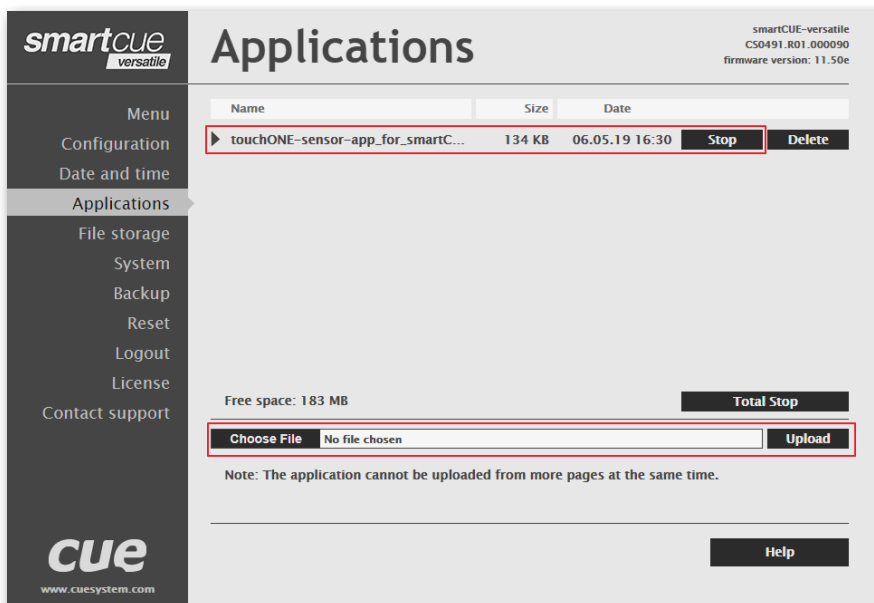 smartcue
versatile
Applications
smartCUE-versatile
CS0491.R01.000090
firmware version: 11.50e
Menu
Configuration
Date and time
Applications
File storage
System
Backup
Reset
Logout
License
Contact support
Name Size Date
touchONE-sensor-app_for_smartC... 134 KB 06.05.19 16:30 Stop Delete
Free space: 183 MB Total Stop
Choose File No file chosen Upload
Note: The application cannot be uploaded from more pages at the same time.
Help
cue
www.cuesystem.com